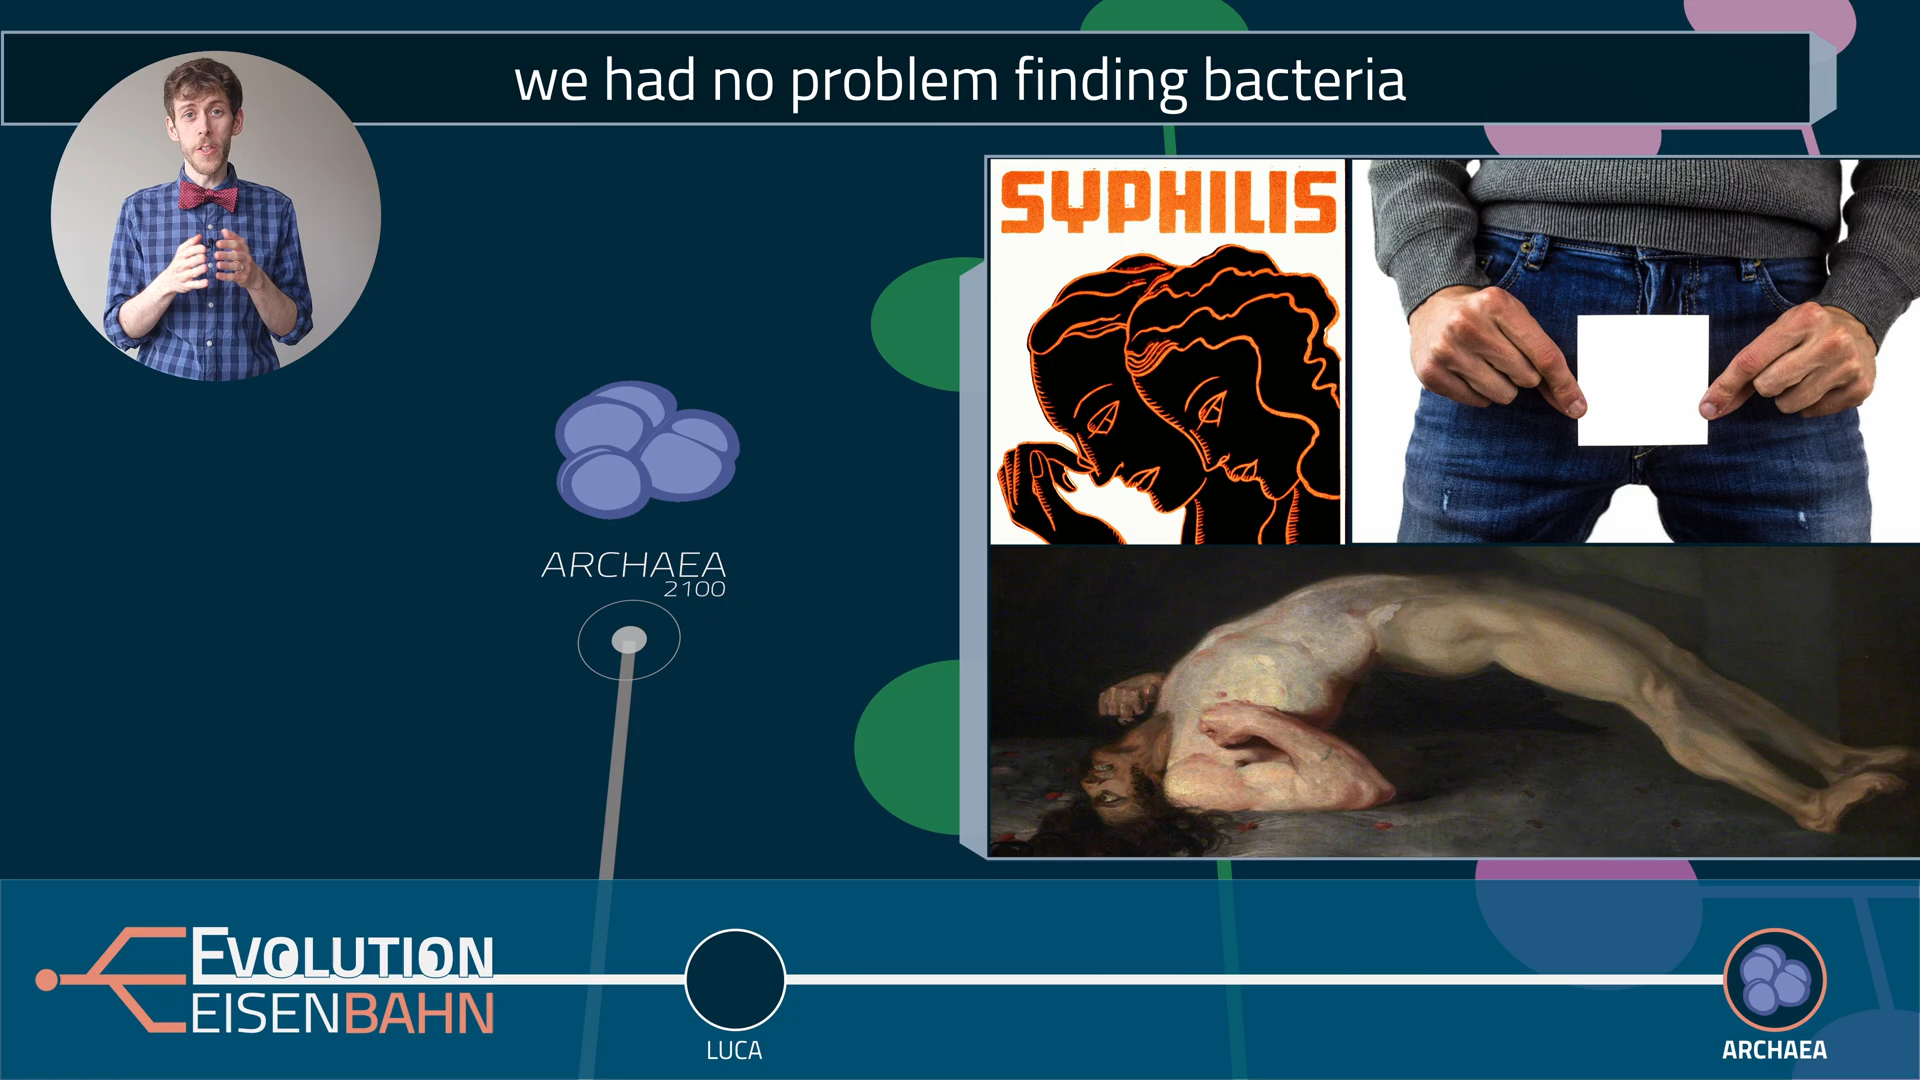 we had no problem finding bacteria
SYPHILIS
ARCHAEA
2100
EVOLUTION
EISENBAHN
LUCA
ARCHAEA